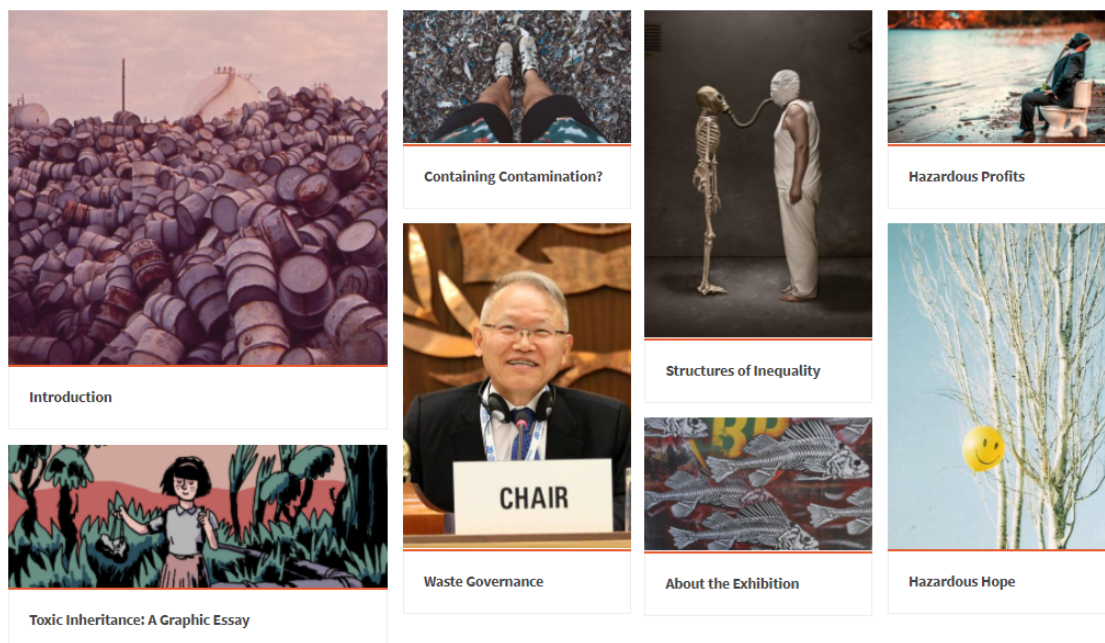 Introduction
Toxic Inheritance: A Graphic Essay
Containing Contamination?
CHAIR
Waste Governance
Structures of Inequality
BP
About the Exhibition
Hazardous Profits
Hazardous Hope